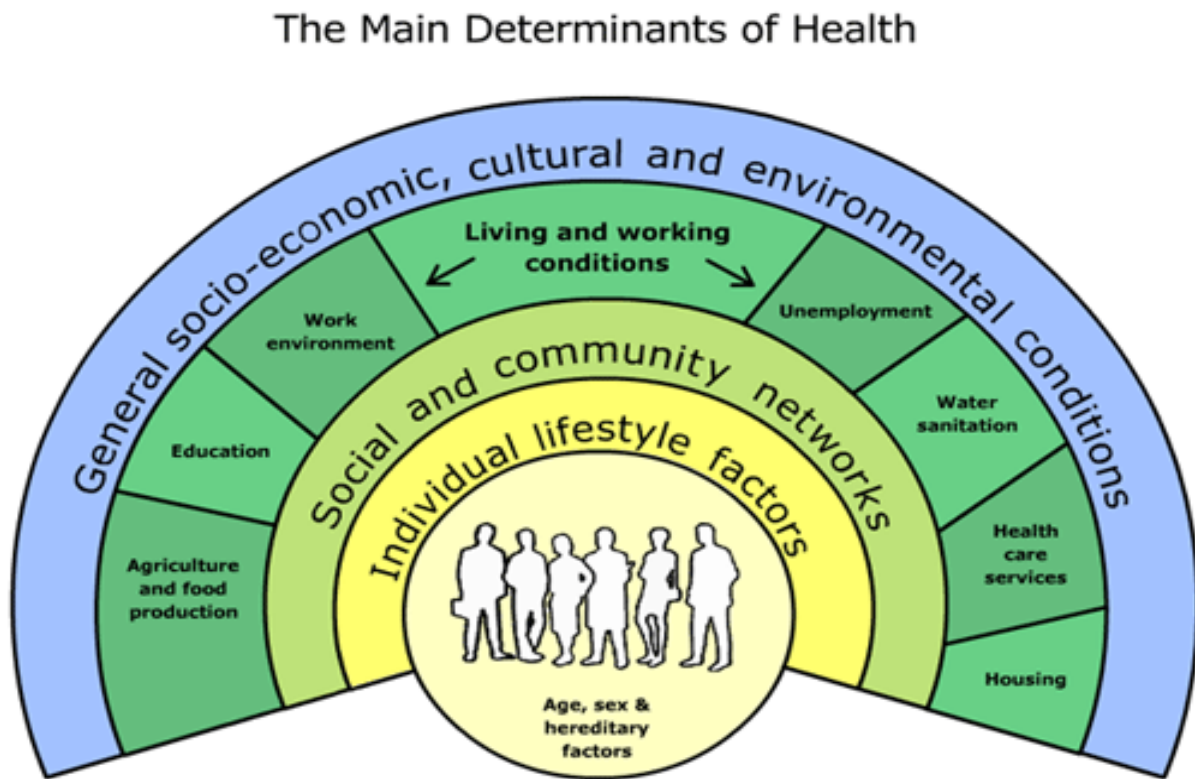 The Main Determinants of Health
General socio-economic, cultural and environmental conditions
Living and working
conditions
Work
environment
Unemployment
Education
Water
sanitation
Agriculture
and food
production
Health
care
services
Housing
Social and community networks
Individual lifestyle factors
Age, sex &
hereditary
factors